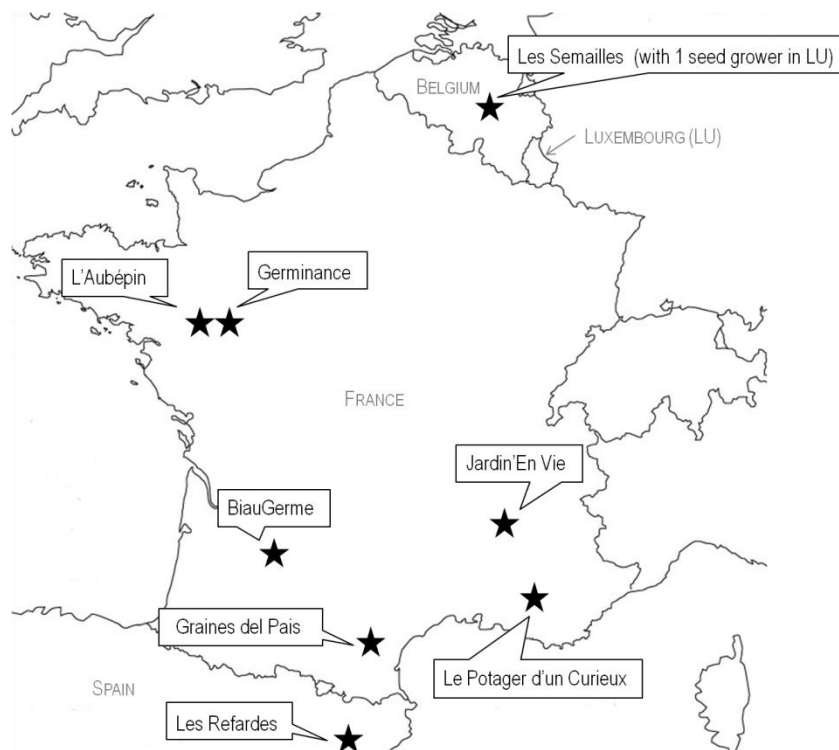 Les Semailles (with 1 seed grower in LU)
BELGIUM
LUXEMBOURG (LU)
L'Aubépin
Germinance
FRANCE
Jardin'En Vie
BiauGerme
Graines del Pais
Le Potager d'un Curieux
SPAIN
Les Refardes